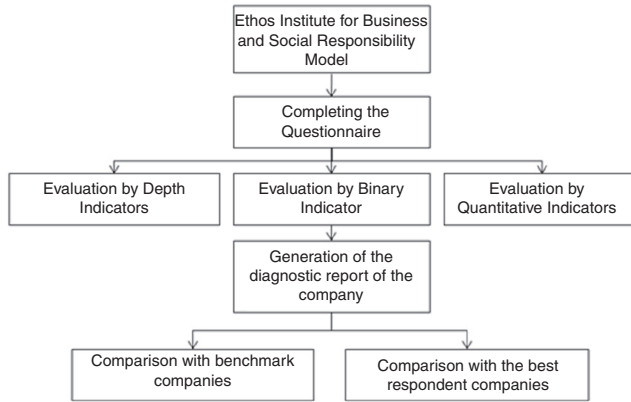 Ethos Institute for Business
and Social Responsibility
Model
Completing the
Questionnaire
Evaluation by Depth
Indicators
Evaluation by Binary
Indicator
Evaluation by
Quantitative Indicators
Generation of the
diagnostic report of the
company
Comparison with benchmark
companies
Comparison with the best
respondent companies